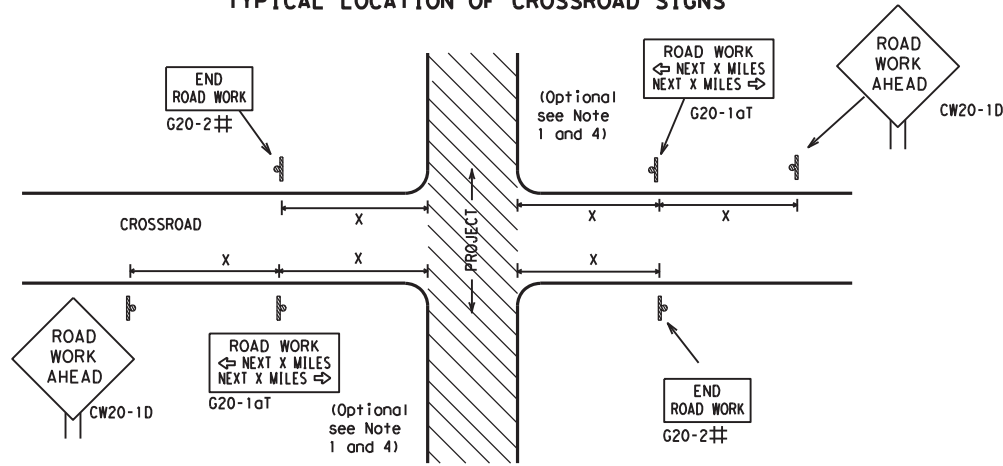 TYPICAL LOCATION OF CROSSROAD SIGNS
END
ROAD WORK
G20-2#
(Optional
see Note
1 and 4)
ROAD WORK
⇦ NEXT X MILES
NEXT X MILES ⇨
G20-1aT
ROAD
WORK
AHEAD
CW20-1D
CROSSROAD
X
X
X
PROJECT
X
X
X
ROAD
WORK
AHEAD
CW20-1D
ROAD WORK
⇦ NEXT X MILES
NEXT X MILES ⇨
G20-1aT
(Optional
see Note
1 and 4)
END
ROAD WORK
G20-2#